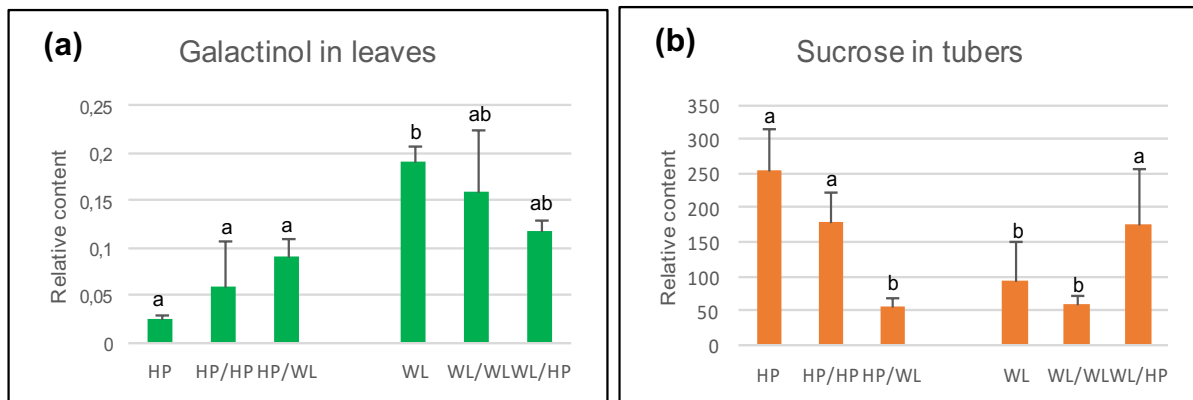 (a)
Galactinol in leaves
Relative content
0,25
0,2
0,15
0,1
0,05
0
a
a
a
b
ab
ab
HP HP/HP HP/WL WL WL/WL WL/HP
(b)
Sucrose in tubers
Relative content
350
300
250
200
150
100
50
0
a
a
b
b
b
a
HP HP/HP HP/WL WL WL/WL WL/HP